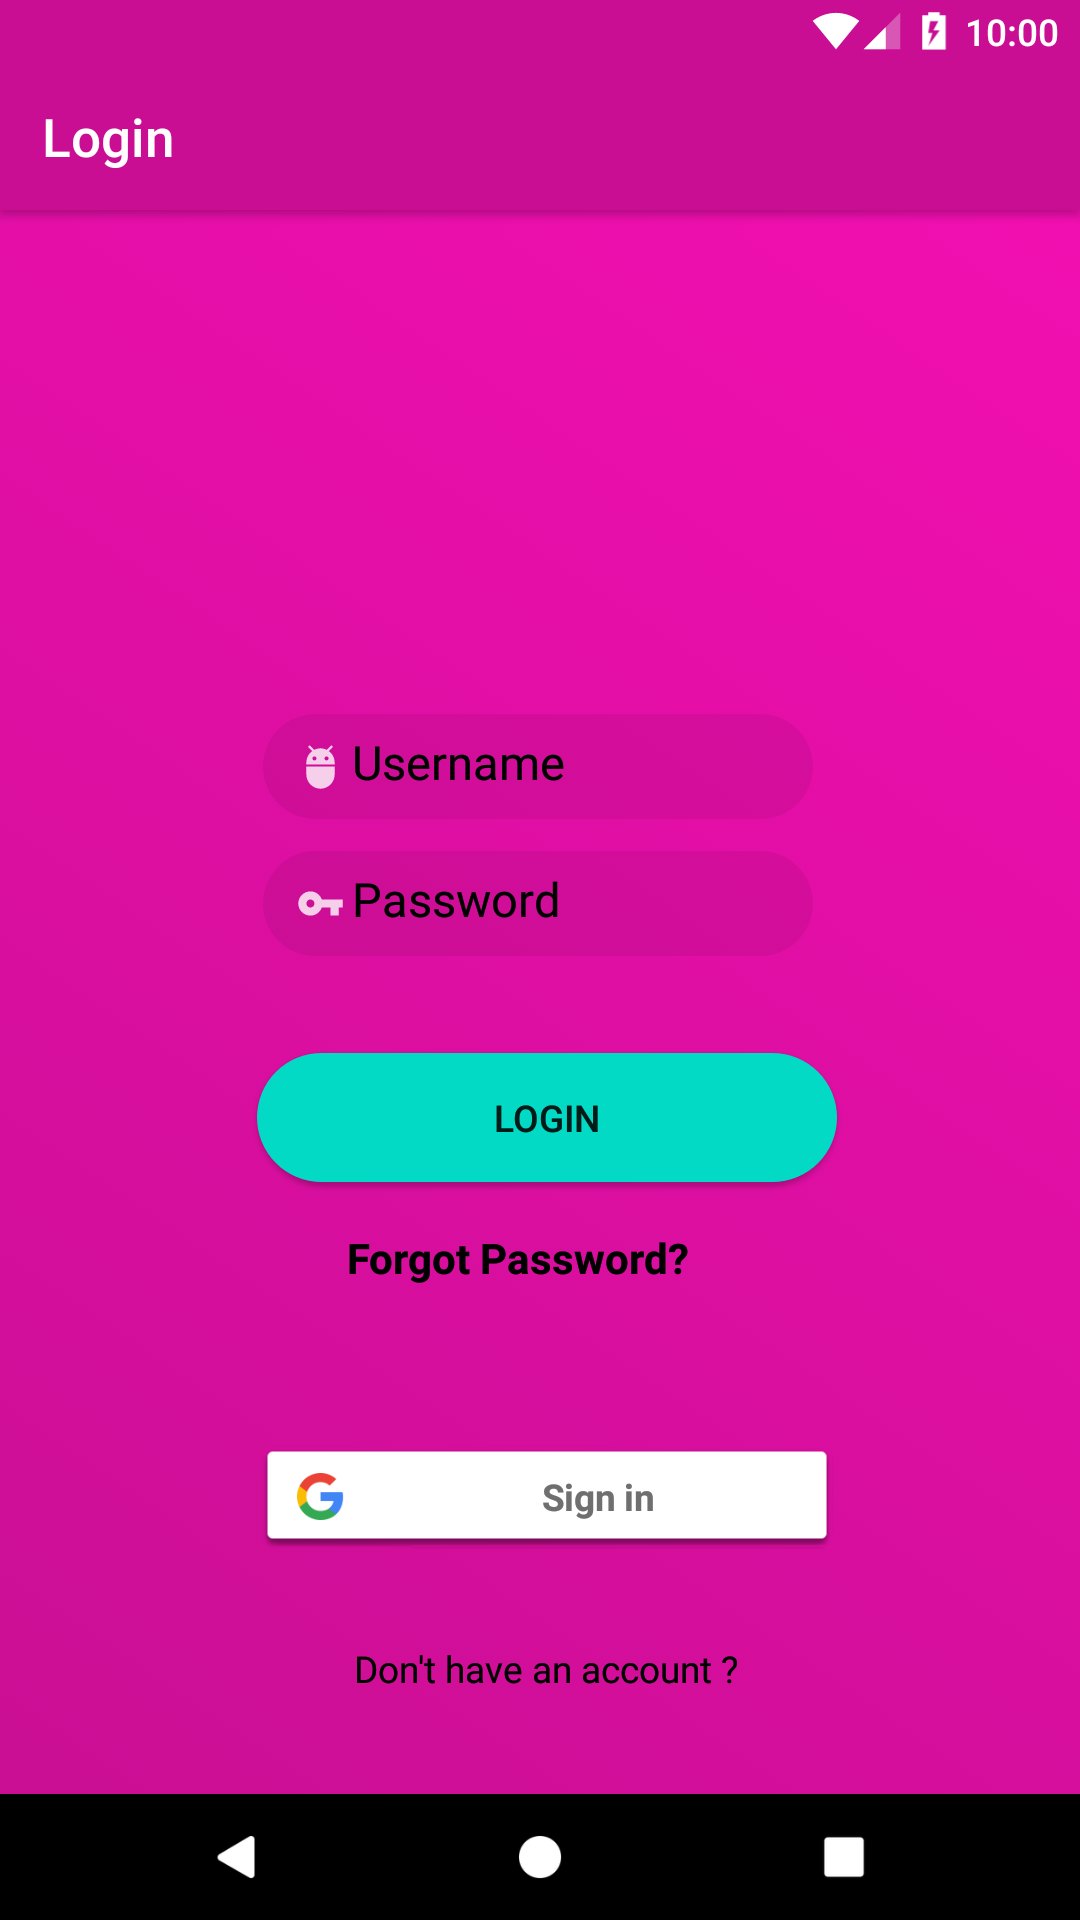 10:00
Login
Username
Password
LOGIN
Forgot Password?
Sign in
Don't have an account ?